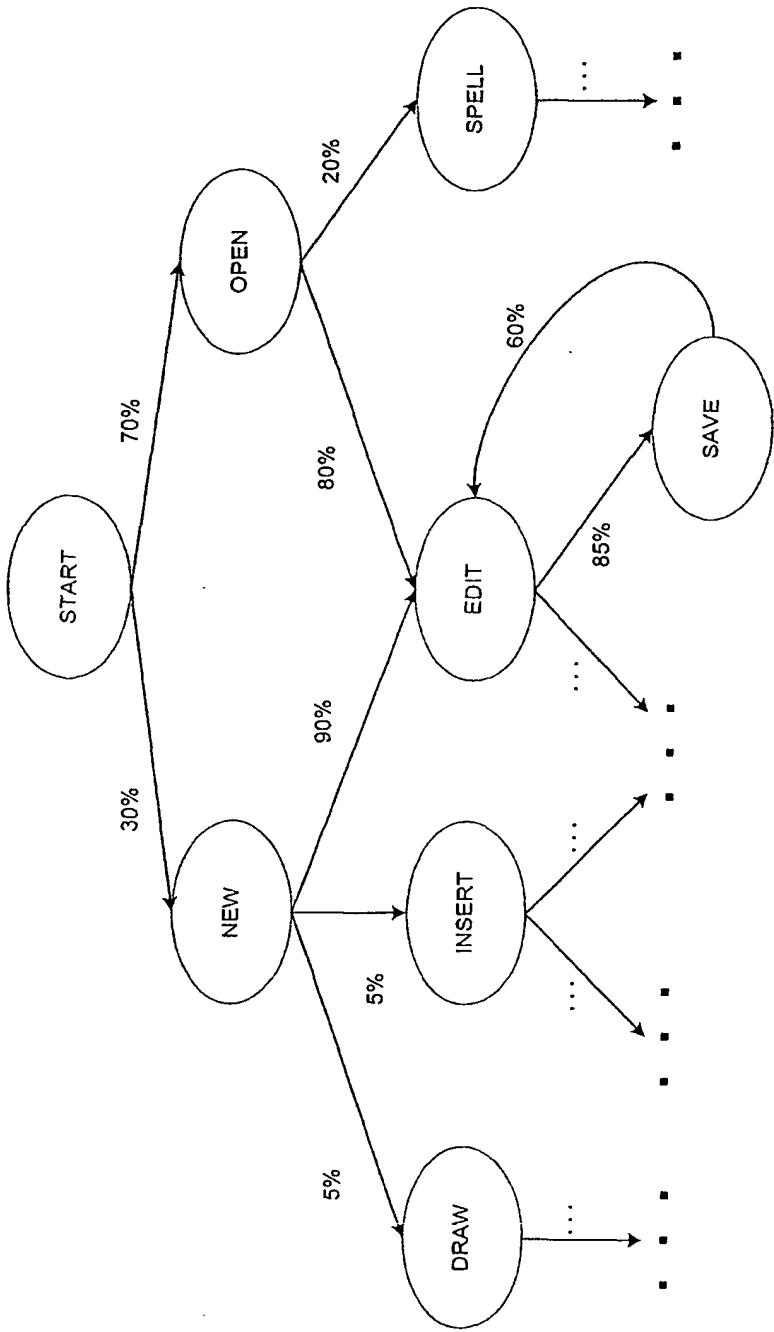 START
30%
70%
NEW
OPEN
5%
5%
90%
80%
20%
DRAW
INSERT
EDIT
SPELL
60%
85%
....
....
....
....
....
SAVE